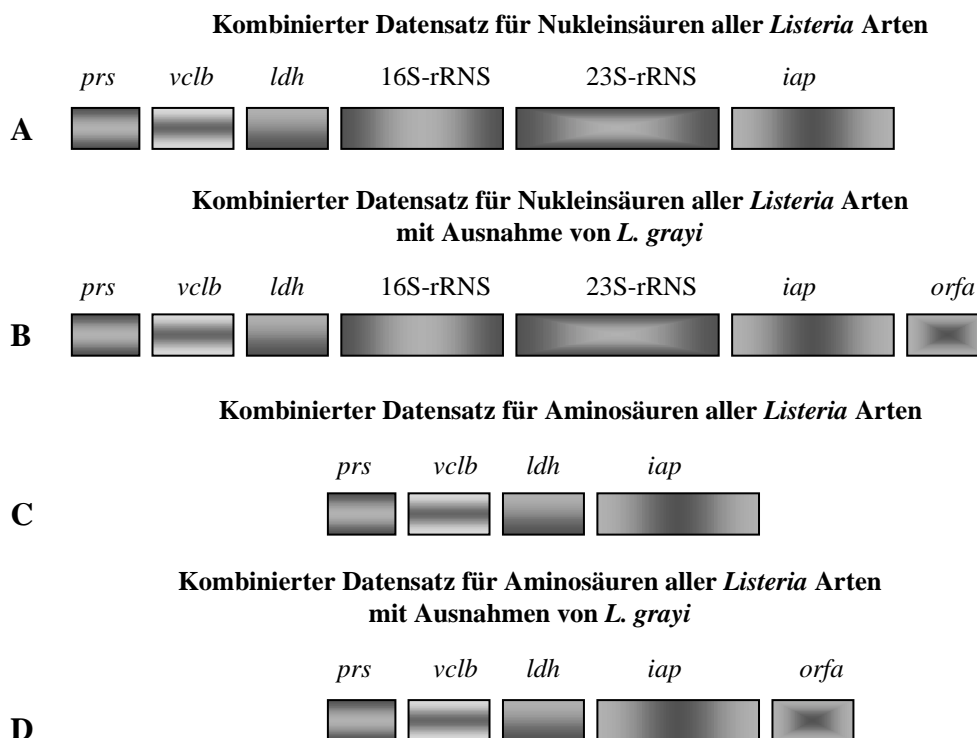 Kombinierter Datensatz für Nukleinsäuren aller Listeria Arten
prs vclb ldh 16S-rRNS 23S-rRNS iap
A
Kombinierter Datensatz für Nukleinsäuren aller Listeria Arten
mit Ausnahme von L. grayi
prs vclb ldh 16S-rRNS 23S-rRNS iap orfa
B
Kombinierter Datensatz für Aminosäuren aller Listeria Arten
prs vclb ldh iap
C
Kombinierter Datensatz für Aminosäuren aller Listeria Arten
mit Ausnahmen von L. grayi
prs vclb ldh iap orfa
D